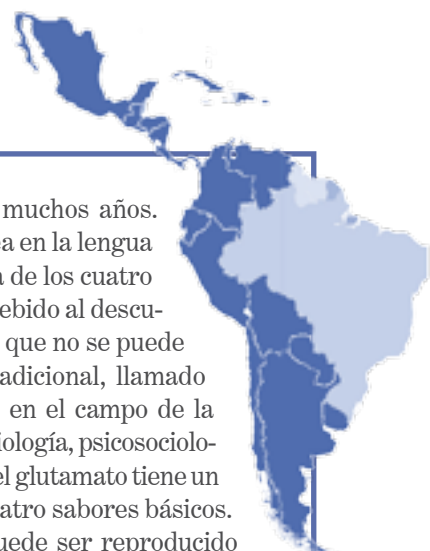 muchos años.
en la lengua
de los cuatro
ebido al descu-
que no se puede
adicional, llamado
en el campo de la
iología, psicosociolo-
el glutamato tiene un
atro sabores básicos.
uede ser reproducido